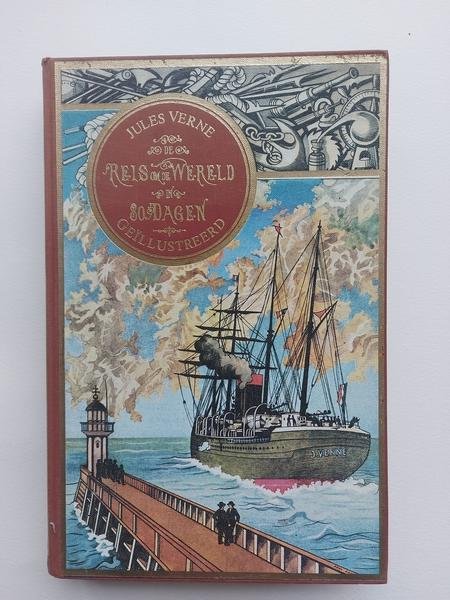 JULES VERNE
DE
REIS OM DE WERELD
IN
80 DAGEN
GEÏLLUSTREERD
J.VERNE